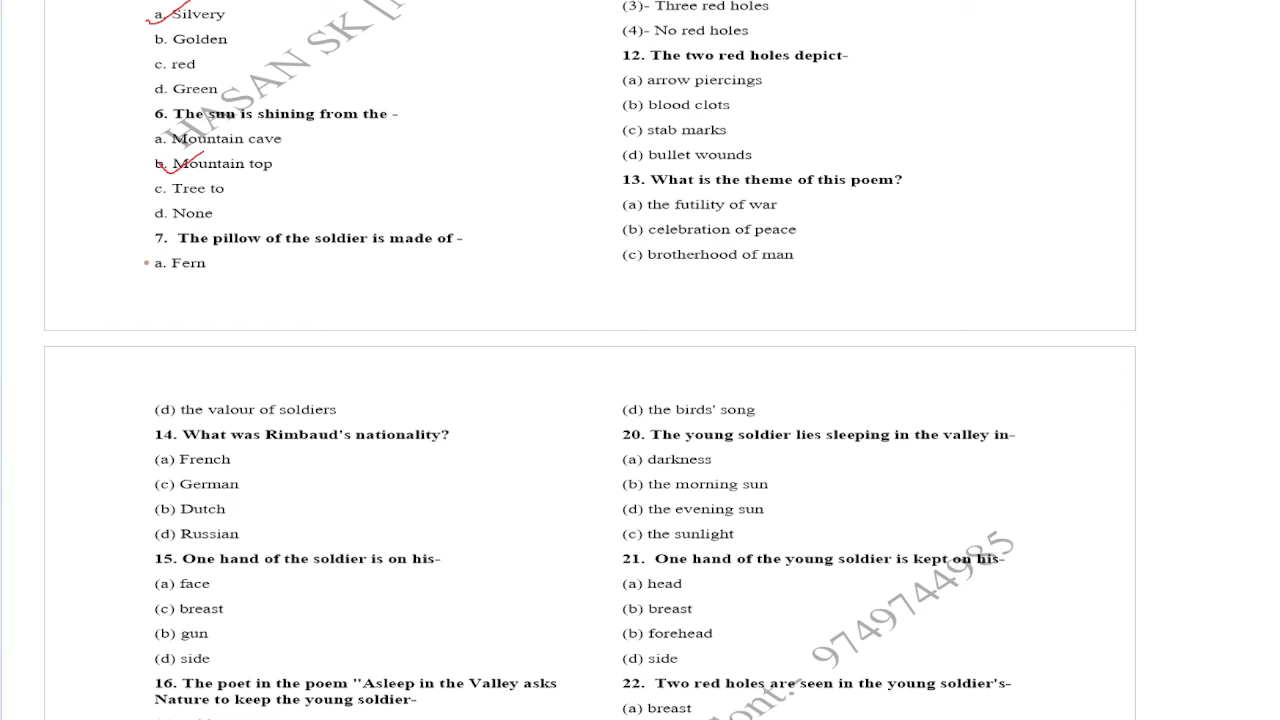 a. Silvery
b. Golden
c. red
d. Green
6. The sun is shining from the -
a. Mountain cave
b. Mountain top
c. Tree to
d. None
7. The pillow of the soldier is made of -
a. Fern
(3)- Three red holes
(4)- No red holes
12. The two red holes depict-
(a) arrow piercings
(b) blood clots
(c) stab marks
(d) bullet wounds
13. What is the theme of this poem?
(a) the futility of war
(b) celebration of peace
(c) brotherhood of man
HASAN SK
(d) the valour of soldiers
14. What was Rimbaud's nationality?
(a) French
(c) German
(b) Dutch
(d) Russian
15. One hand of the soldier is on his-
(a) face
(c) breast
(b) gun
(d) side
16. The poet in the poem "Asleep in the Valley asks
Nature to keep the young soldier-
(d) the birds' song
20. The young soldier lies sleeping in the valley in-
(a) darkness
(b) the morning sun
(d) the evening sun
(c) the sunlight
21. One hand of the young soldier is kept on his-
(a) head
(b) breast
(b) forehead
(d) side
22. Two red holes are seen in the young soldier's-
(a) breast
9749744985